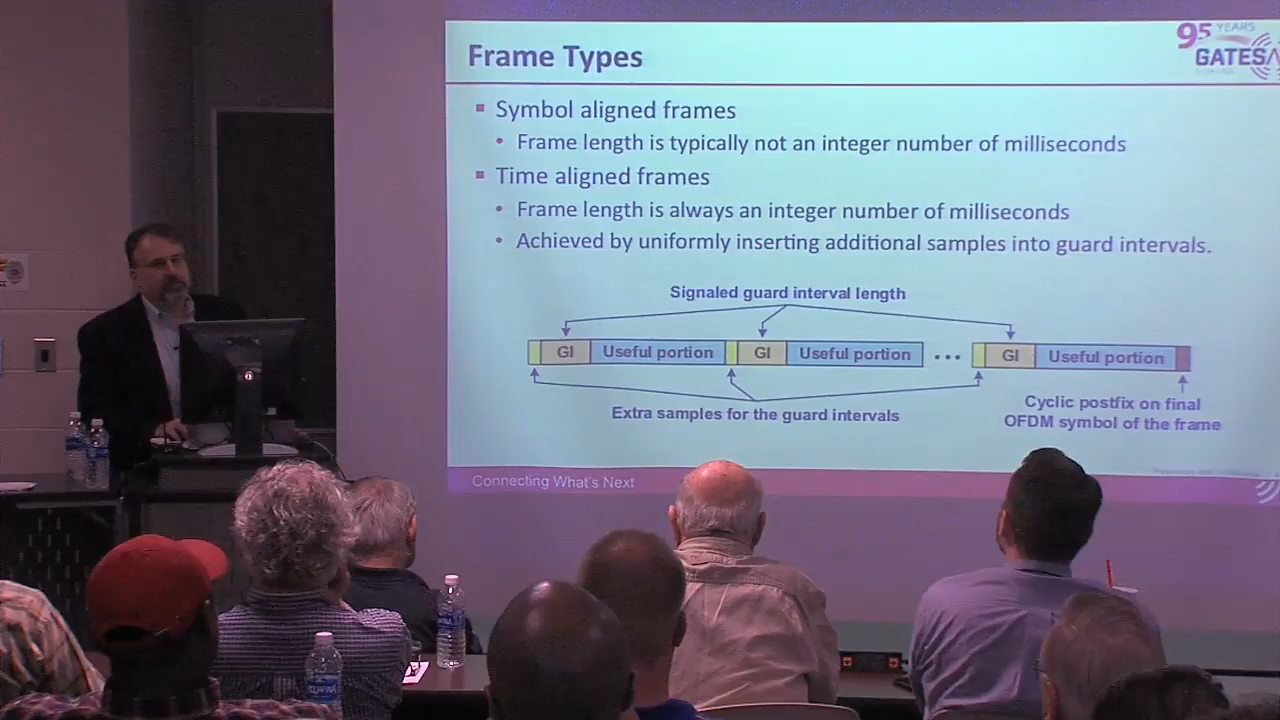 95 YEARS
GATESA
Frame Types
Symbol aligned frames
• Frame length is typically not an integer number of milliseconds
Time aligned frames
• Frame length is always an integer number of milliseconds
• Achieved by uniformly inserting additional samples into guard intervals.
Signaled guard interval length
GI Useful portion GI Useful portion ••• GI Useful portion
Extra samples for the guard intervals
Cyclic postfix on final
OFDM symbol of the frame
Connecting What's Next